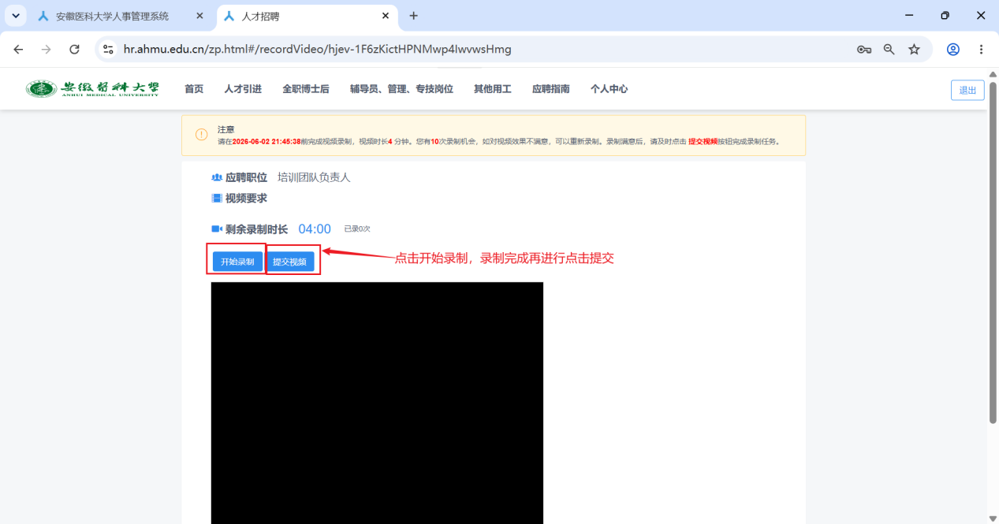 安徽医科大学人事管理系统
人才招聘
hr.ahmu.edu.cn/zp.html#/recordVideo/hjev-1F6zKictHPNMwp4lwvwsHmg
安徽医科大学
ANHUI MEDICAL UNIVERSITY
首页 人才引进 全职博士后 辅导员、管理、专技岗位 其他用工 应聘指南 个人中心 退出
注意
请在2026-06-02 21:45:38前完成视频录制，视频时长4 分钟。您有10次录制机会，如对视频效果不满意，可以重新录制。录制满意后，请及时点击 提交视频按钮完成录制任务。
应聘职位 培训团队负责人
视频要求
剩余录制时长 04:00 已录0次
开始录制 提交视频 点击开始录制，录制完成再进行点击提交